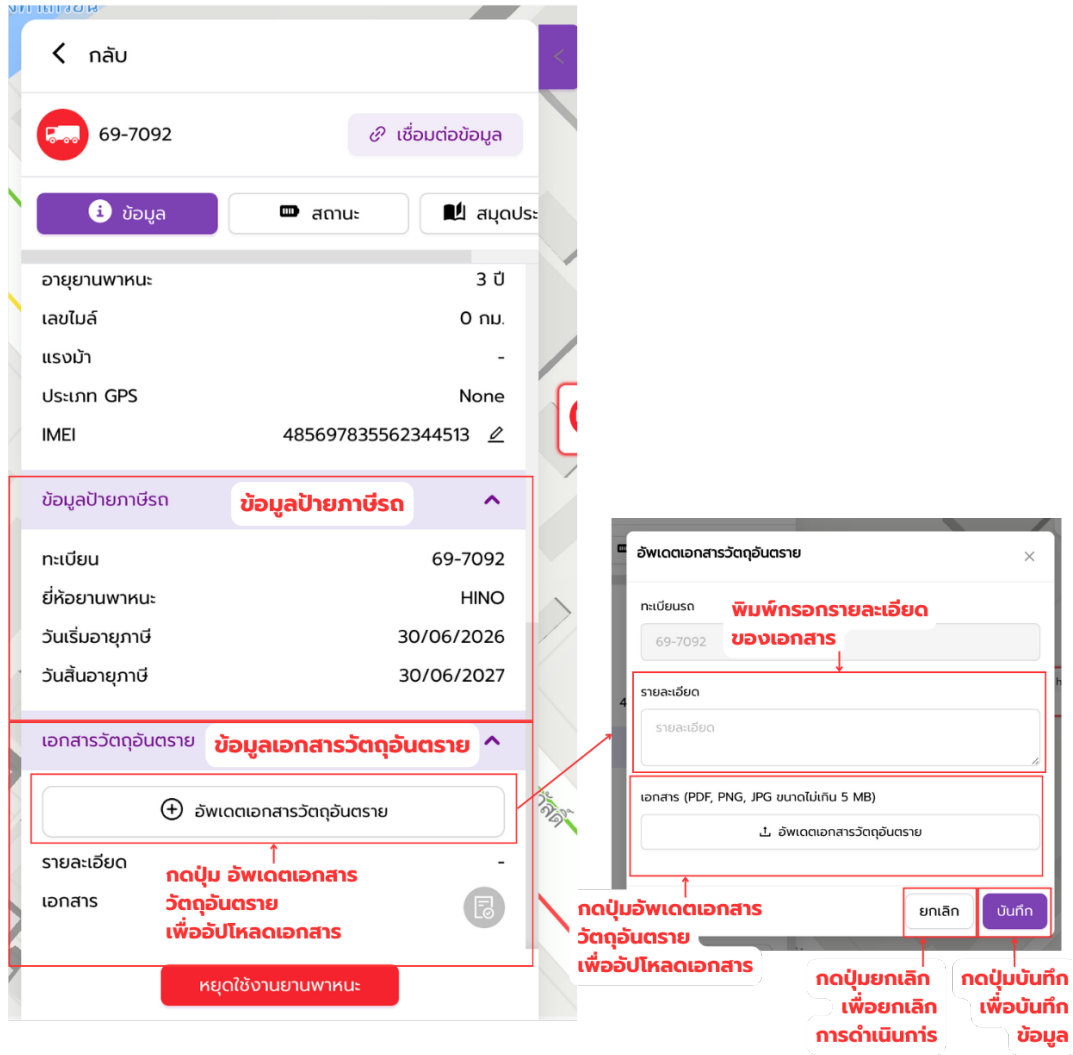 กลับ
69-7092
เชื่อมต่อข้อมูล
ข้อมูล
สถานะ
สมุดประ
อายุยานพาหนะ 3 ปี
เลขไมล์ 0 กม.
แรงม้า -
ประเภท GPS None
IMEI 485697835562344513
ข้อมูลป้ายภาษีรถ
ข้อมูลป้ายภาษีรถ
ทะเบียน 69-7092
ยี่ห้อยานพาหนะ HINO
วันเริ่มอายุภาษี 30/06/2026
วันสิ้นอายุภาษี 30/06/2027
เอกสารวัตถุอันตราย
ข้อมูลเอกสารวัตถุอันตราย
อัพเดตเอกสารวัตถุอันตราย
รายละเอียด -
เอกสาร
กดปุ่ม อัพเดตเอกสาร
วัตถุอันตราย
เพื่ออัปโหลดเอกสาร
หยุดใช้งานยานพาหนะ
อัพเดตเอกสารวัตถุอันตราย
ทะเบียนรถ
69-7092
พิมพ์กรอกรายละเอียด
ของเอกสาร
รายละเอียด
รายละเอียด
เอกสาร (PDF, PNG, JPG ขนาดไม่เกิน 5 MB)
อัพเดตเอกสารวัตถุอันตราย
กดปุ่มอัพเดตเอกสาร
วัตถุอันตราย
เพื่ออัปโหลดเอกสาร
ยกเลิก
บันทึก
กดปุ่มยกเลิก
เพื่อยกเลิก
การดำเนินการ
กดปุ่มบันทึก
เพื่อบันทึก
ข้อมูล